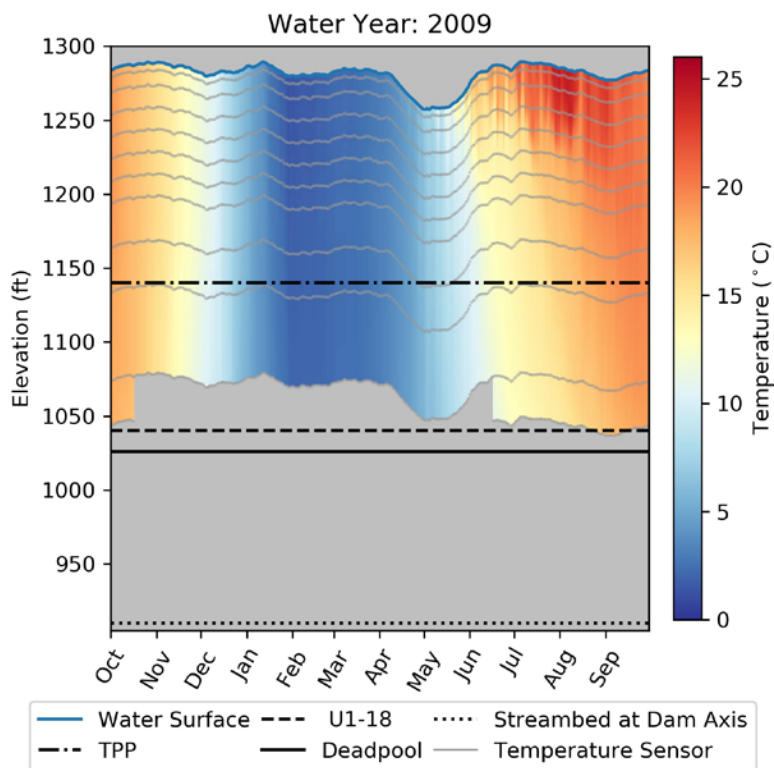 Water Year: 2009
1300
1250
1200
1150
1100
1050
1000
950
Elevation (ft)
Oct Nov Dec Jan Feb Mar Apr May Jun Jul Aug Sep
25
20
15
10
5
0
Temperature (°C)
Water Surface U1-18 Streambed at Dam Axis
TPP Deadpool Temperature Sensor